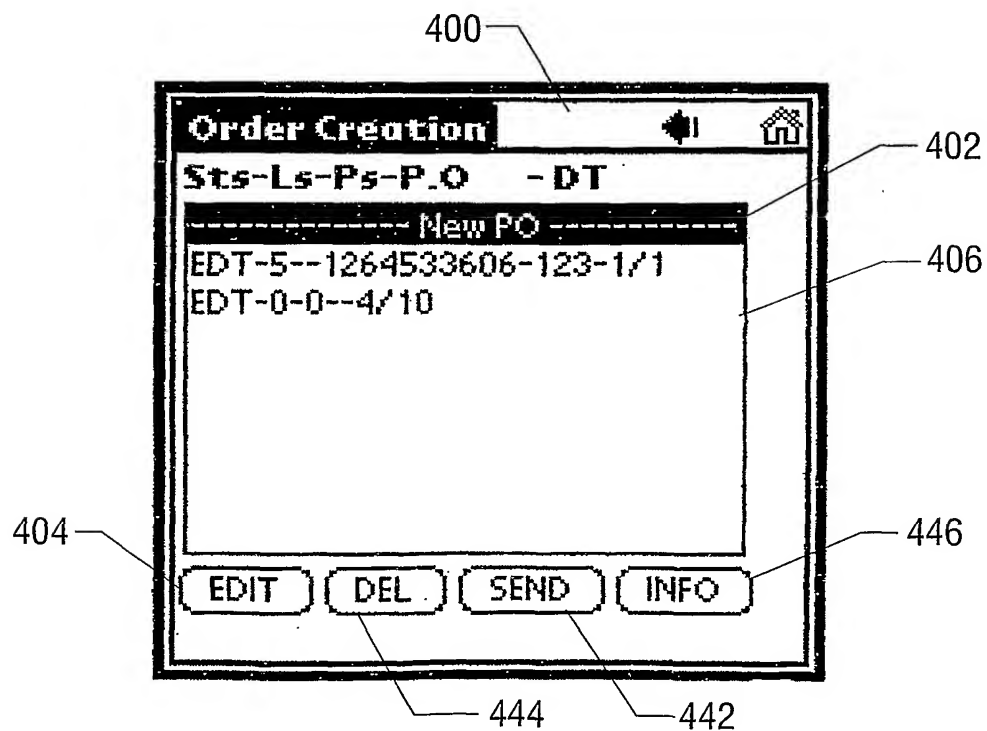 400
Order Creation
402
Sts-Ls-Ps-P.O -DT
------------- New PO -------------
EDT-5--1264533606-123-1/1
406
EDT-0-0--4/10
404
446
EDIT DEL SEND INFO
444
442